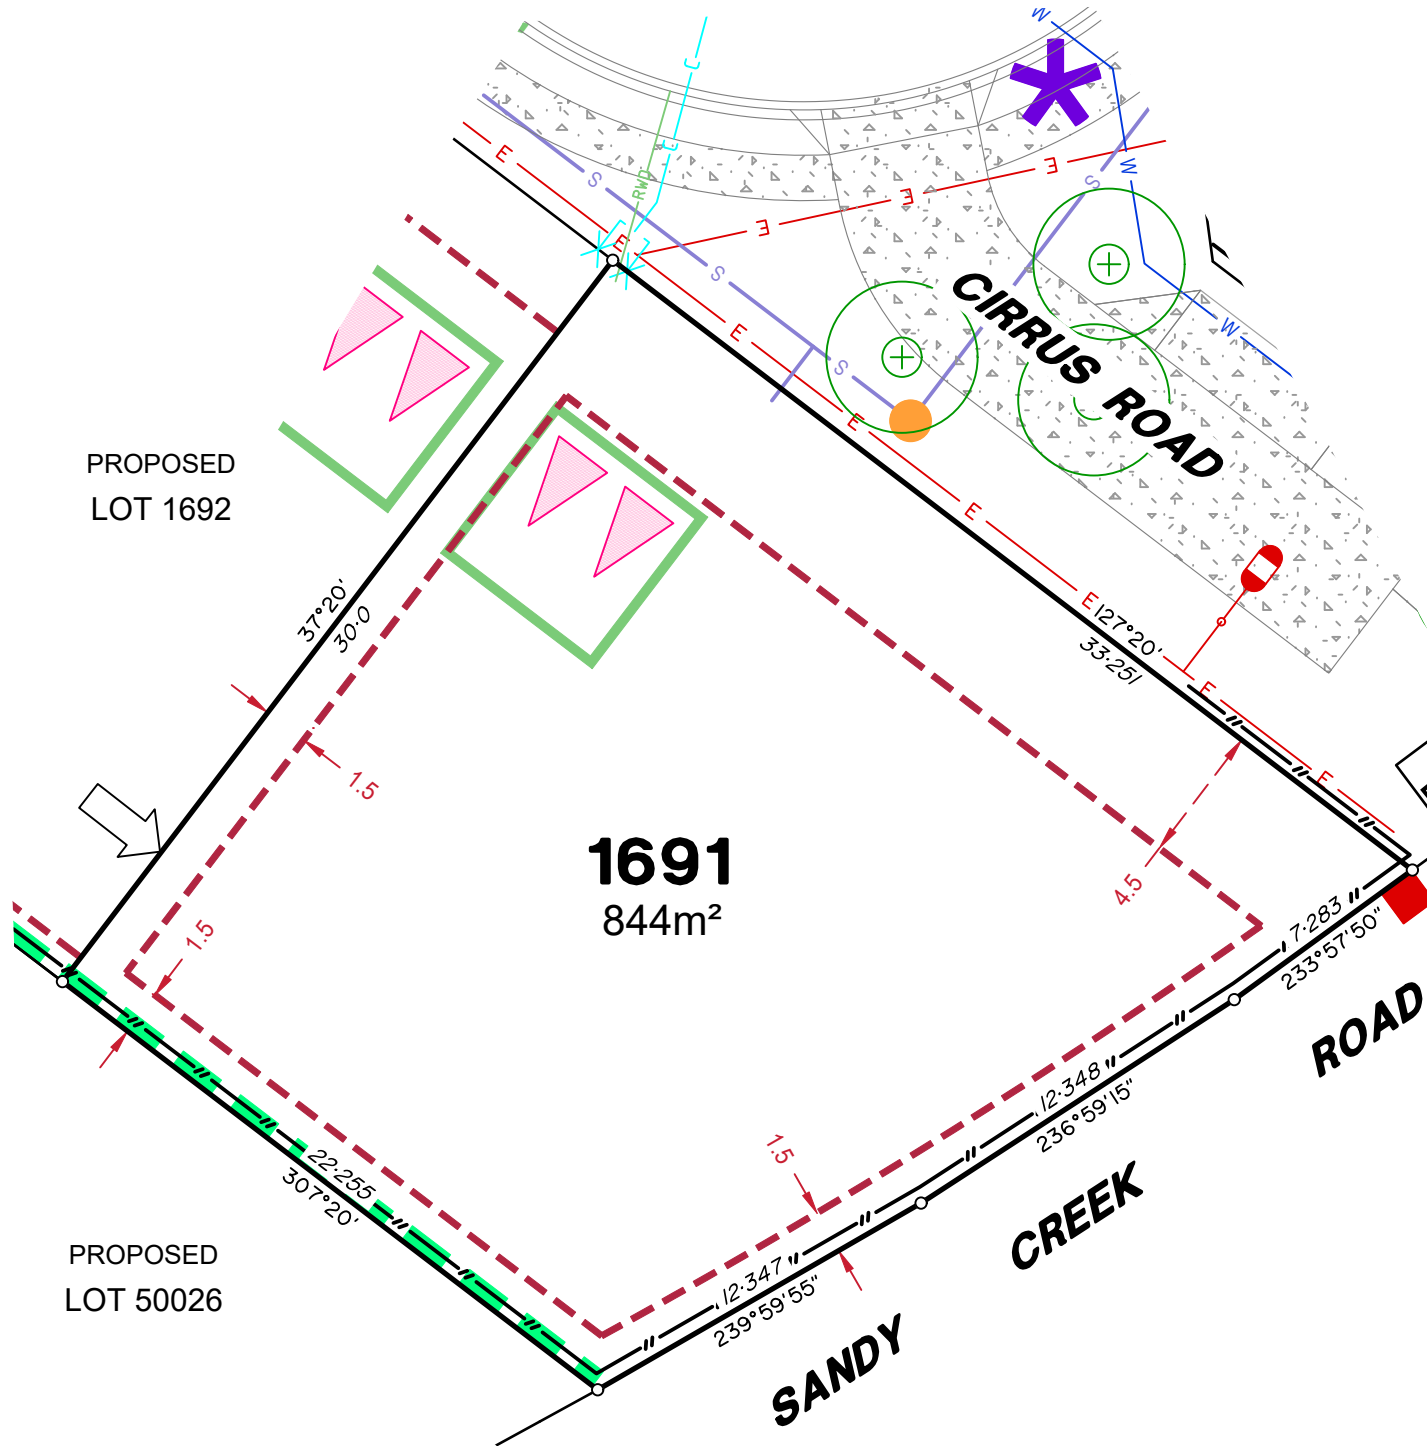 W
C
E
S
RWD
C
E
W
E
E
S
E
E
S
CIRRUS ROAD
W
E
S
PROPOSED
LOT 1692
E
E
37°20'
30·0
E
127°20'
33·251
E
E
1.5
1691
844m²
4.5
1.5
7·283
233°57'50"
ROAD
12·348
236°59'15"
1.5
CREEK
22·255
307°20'
PROPOSED
LOT 50026
12·347
239°59'55"
SANDY